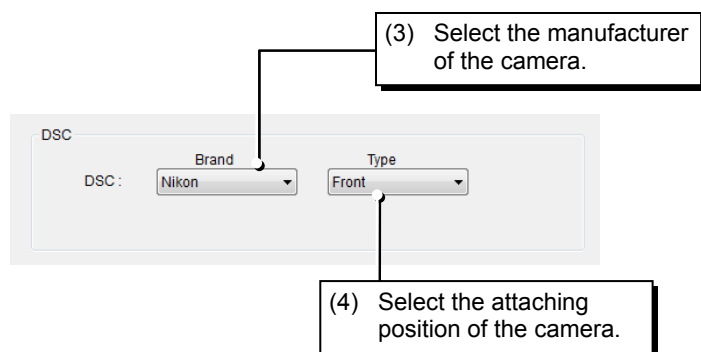 (3) Select the manufacturer
of the camera.
DSC
Brand Type
DSC : Nikon Front
(4) Select the attaching
position of the camera.